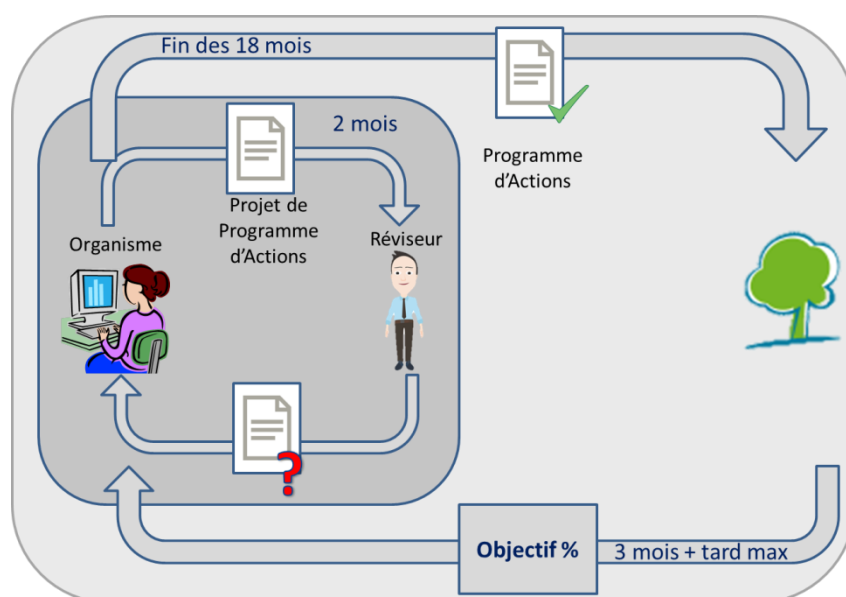 Fin des 18 mois
2 mois
Programme
d'Actions
Projet de
Programme
d'Actions
Organisme
Réviseur
?
Objectif %
3 mois + tard max